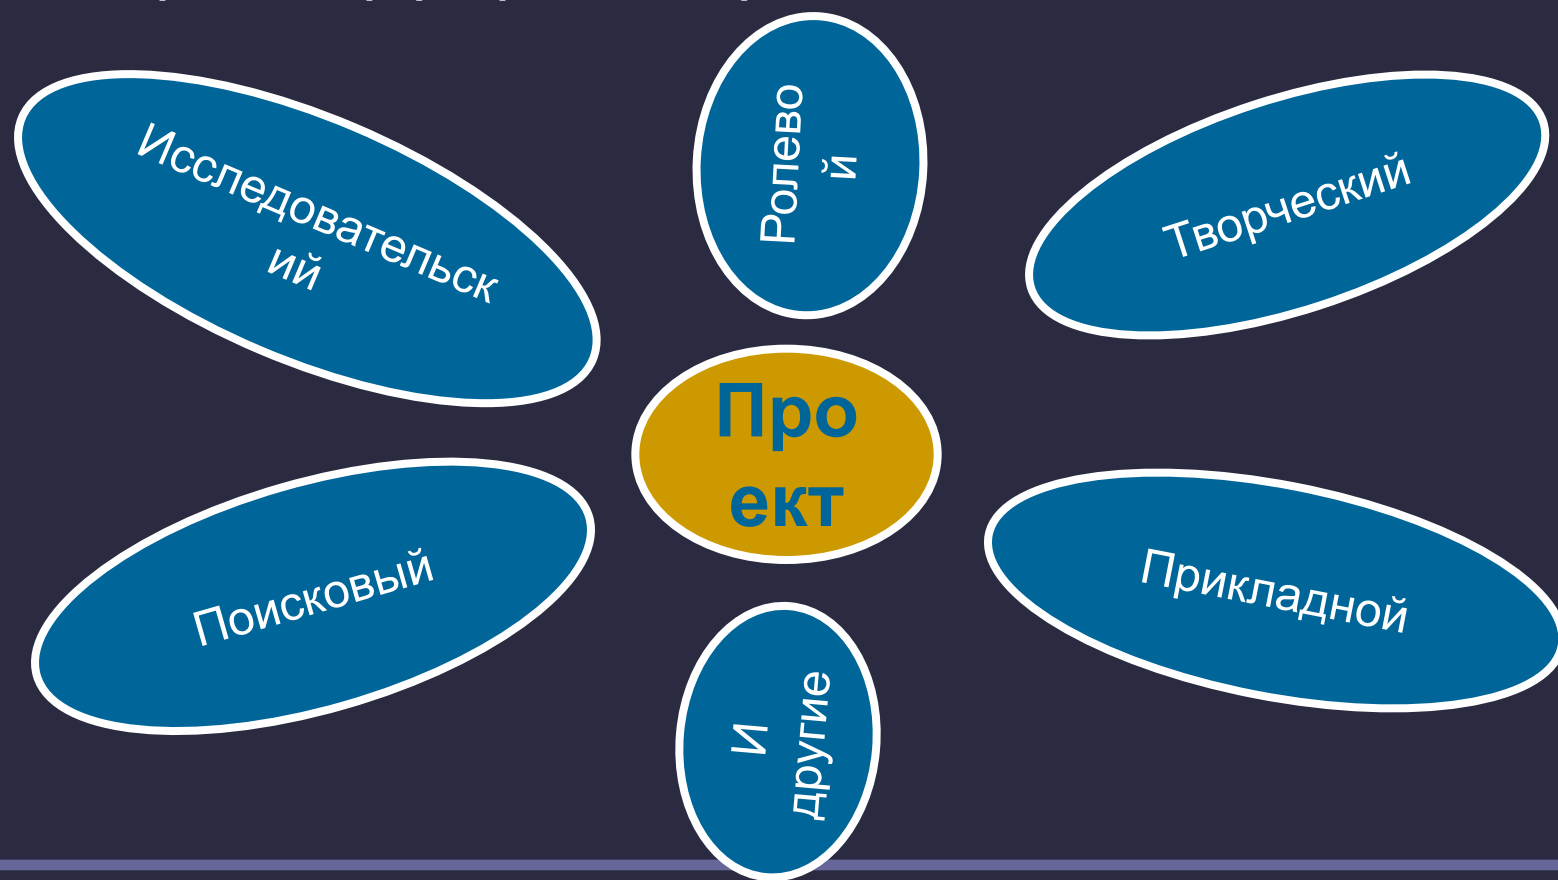 Ролево
й
Исследовательск
ий
Творческий
Про
ект
Поисковый
Прикладной
И
другие